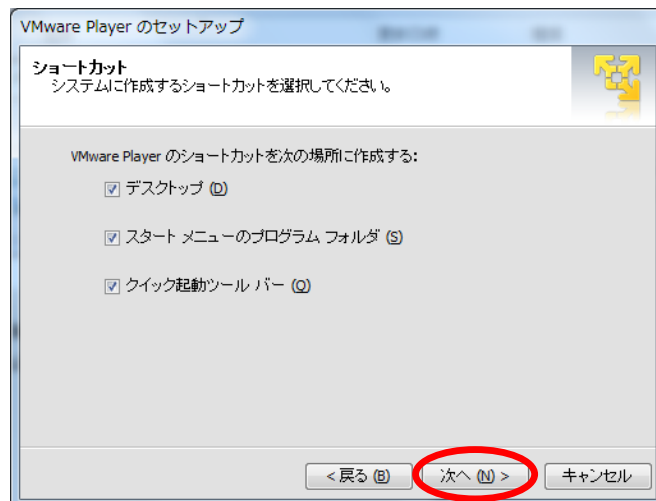 VMware Player のセットアップ
ショートカット
システムに作成するショートカットを選択してください。
VMware Player のショートカットを次の場所に作成する:
デスクトップ (D)
スタート メニューのプログラム フォルダ (S)
クイック起動ツール バー (Q)
< 戻る (B) 次へ (N) > キャンセル